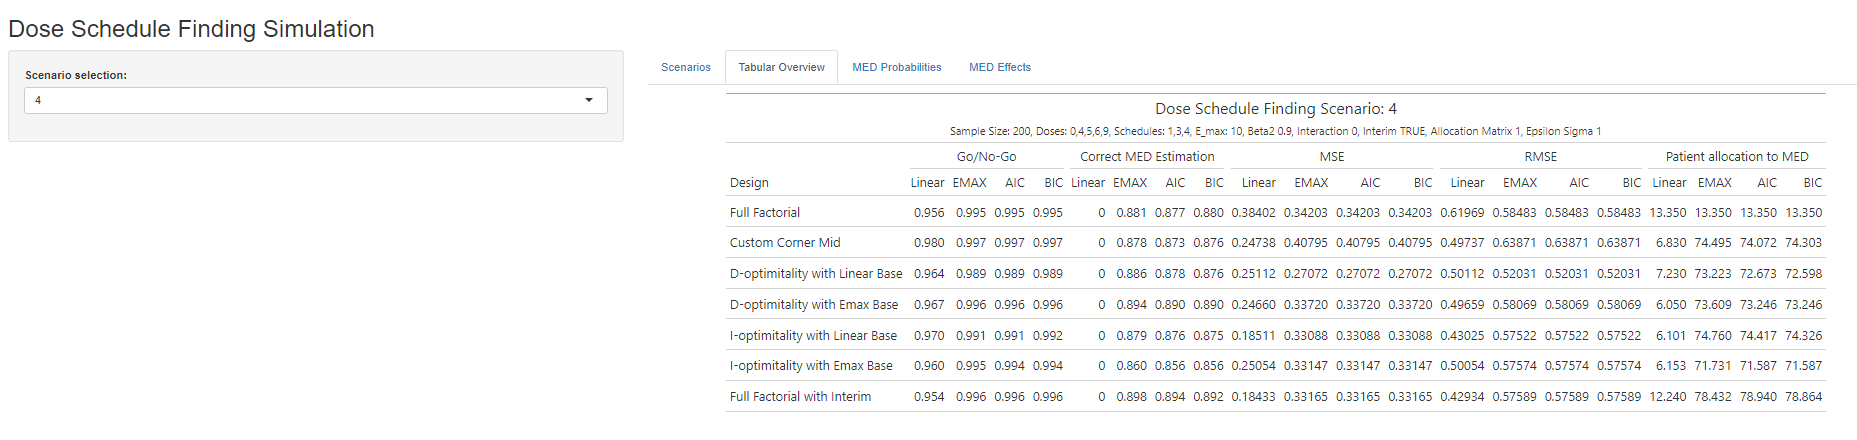 Dose Schedule Finding Simulation
Scenario selection:
4
Scenarios Tabular Overview MED Probabilities MED Effects
Dose Schedule Finding Scenario: 4
Sample Size: 200, Doses: 0,4,5,6,9, Schedules: 1,3,4, E_max: 10, Beta2 0.9, Interaction 0, Interim TRUE, Allocation Matrix 1, Epsilon Sigma 1
Go/No-Go Correct MED Estimation MSE RMSE Patient allocation to MED
Design Linear EMAX AIC BIC Linear EMAX AIC BIC Linear EMAX AIC BIC Linear EMAX AIC BIC Linear EMAX AIC BIC
Full Factorial 0.956 0.995 0.995 0.995 0 0.881 0.877 0.880 0.38402 0.34203 0.34203 0.34203 0.61969 0.58483 0.58483 0.58483 13.350 13.350 13.350 13.350
Custom Corner Mid 0.980 0.997 0.997 0.997 0 0.878 0.873 0.876 0.24738 0.40795 0.40795 0.40795 0.49737 0.63871 0.63871 0.63871 6.830 74.495 74.072 74.303
D-optimitality with Linear Base 0.964 0.989 0.989 0.989 0 0.886 0.878 0.876 0.25112 0.27072 0.27072 0.27072 0.50112 0.52031 0.52031 0.52031 7.230 73.223 72.673 72.598
D-optimitality with Emax Base 0.967 0.996 0.996 0.996 0 0.894 0.890 0.890 0.24660 0.33720 0.33720 0.33720 0.49659 0.58069 0.58069 0.58069 6.050 73.609 73.246 73.246
I-optimitality with Linear Base 0.970 0.991 0.991 0.992 0 0.879 0.876 0.875 0.18511 0.33088 0.33088 0.33088 0.43025 0.57522 0.57522 0.57522 6.101 74.760 74.417 74.326
I-optimitality with Emax Base 0.960 0.995 0.994 0.994 0 0.860 0.856 0.856 0.25054 0.33147 0.33147 0.33147 0.50054 0.57574 0.57574 0.57574 6.153 71.731 71.587 71.587
Full Factorial with Interim 0.954 0.996 0.996 0.996 0 0.898 0.894 0.892 0.18433 0.33165 0.33165 0.33165 0.42934 0.57589 0.57589 0.57589 12.240 78.432 78.940 78.864